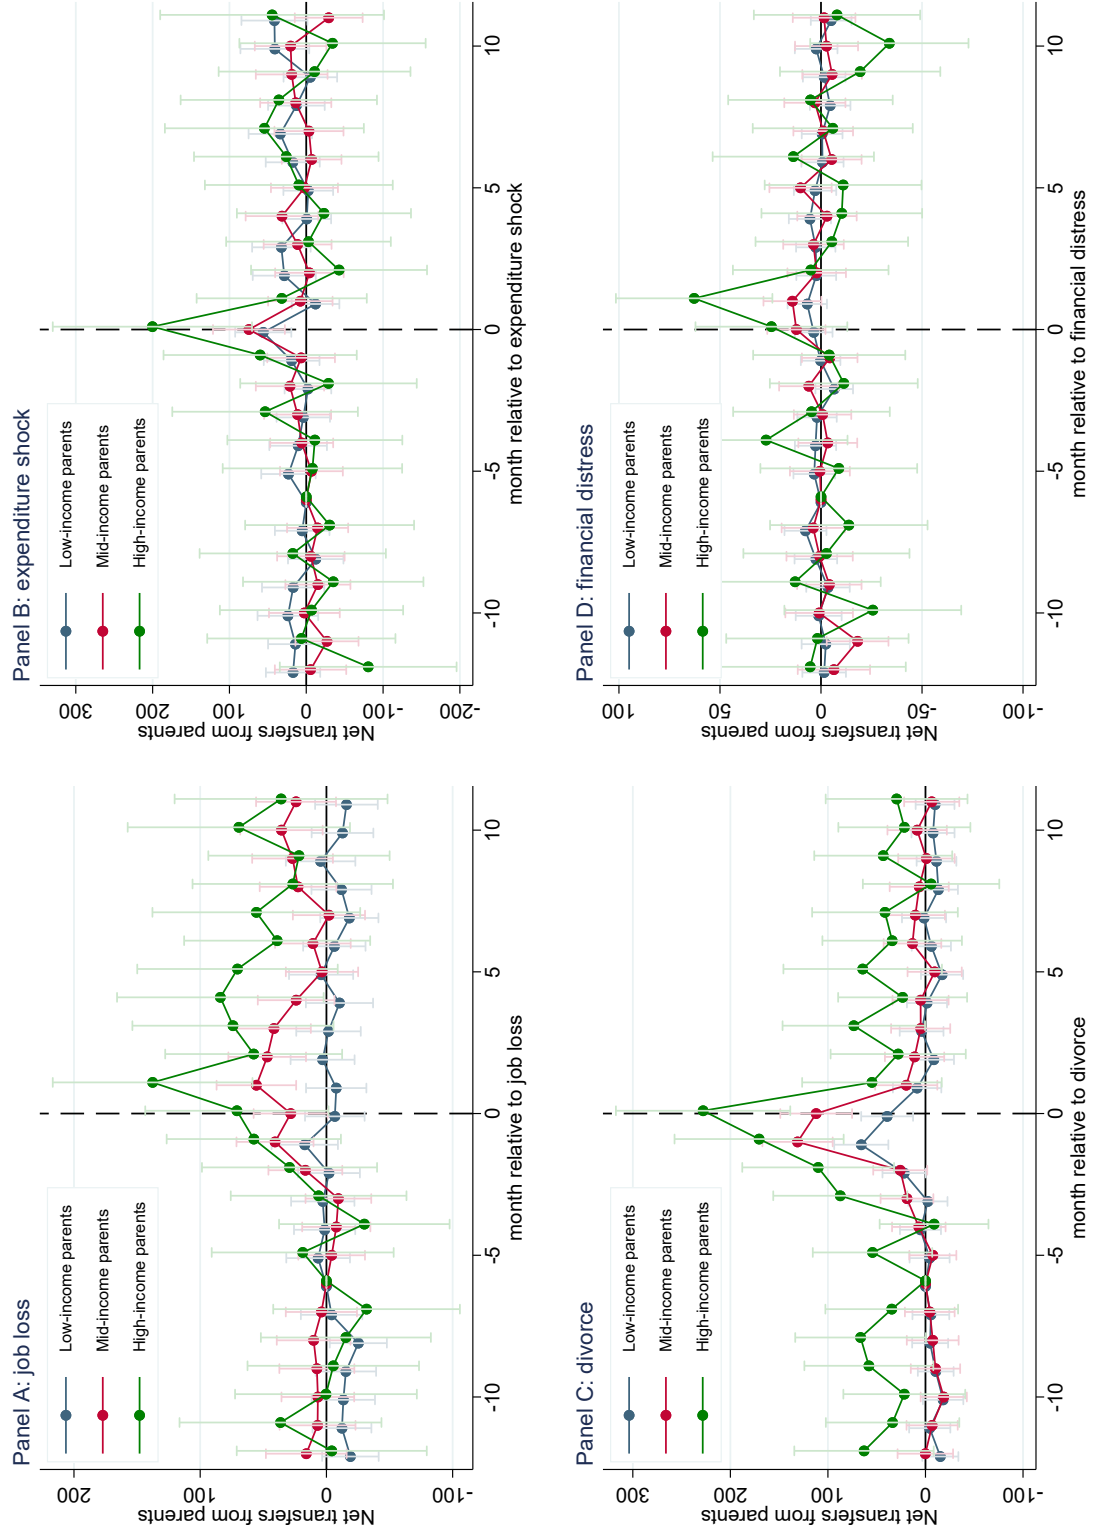 Panel A: job loss
Net transfers from parents
200
100
0
-100
-10
-5
0
5
10
month relative to job loss
Low-income parents
Mid-income parents
High-income parents
Panel B: expenditure shock
Net transfers from parents
300
200
100
0
-100
-200
-10
-5
0
5
10
month relative to expenditure shock
Low-income parents
Mid-income parents
High-income parents
Panel C: divorce
Net transfers from parents
300
200
100
0
-100
-10
-5
0
5
10
month relative to divorce
Low-income parents
Mid-income parents
High-income parents
Panel D: financial distress
Net transfers from parents
100
50
0
-50
-100
-10
-5
0
5
10
month relative to financial distress
Low-income parents
Mid-income parents
High-income parents